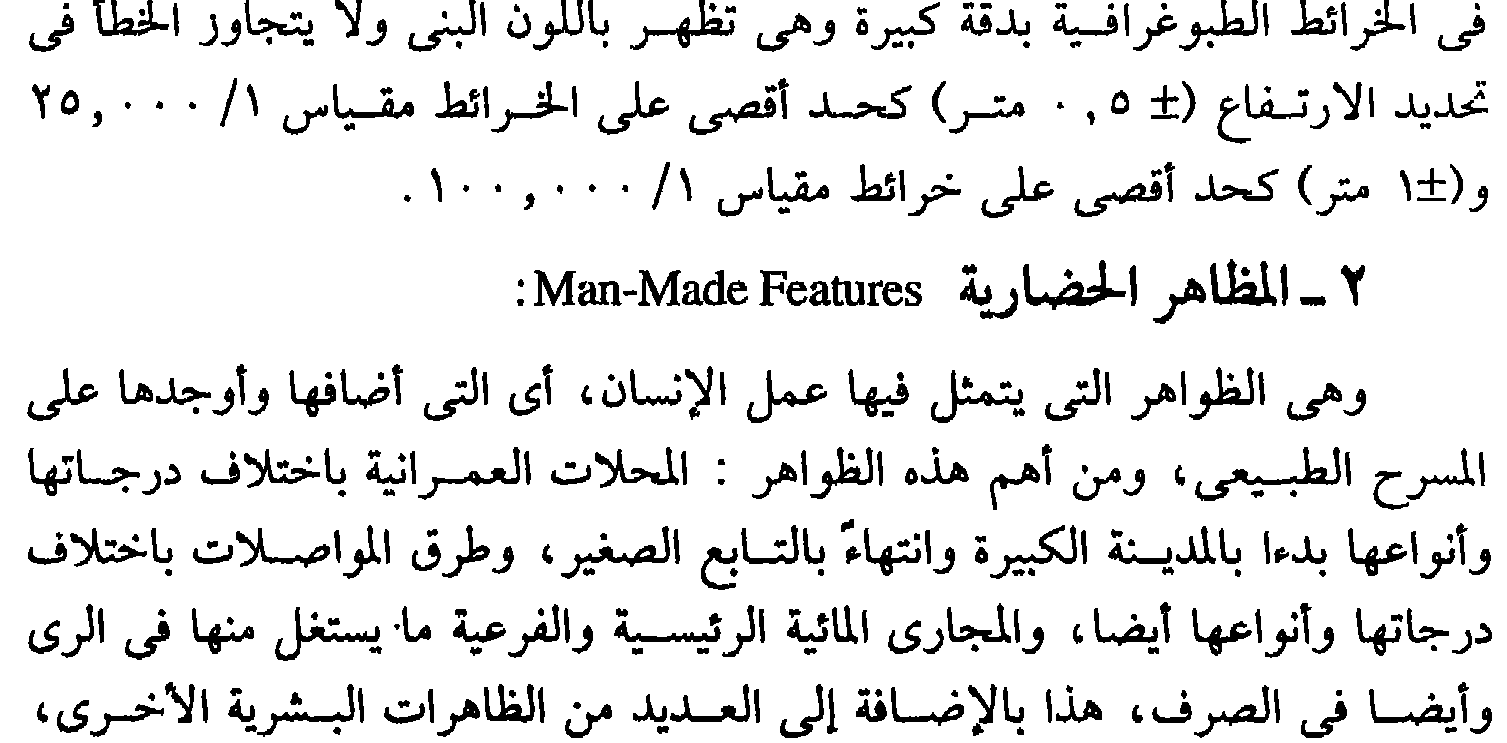 فى الخرائط الطبوغرافية بدقة كبيرة وهى تظهر باللون البنى ولا يتجاوز الخطأ فى
تحديد الارتفاع (± ٠,٥ متر) كحد أقصى على الخرائط مقياس ١/ ٢٥,٠٠٠
و(±١ متر) كحد أقصى على خرائط مقياس ١/ ١٠٠,٠٠٠.
٢ ـ المظاهر الحضارية Man-Made Features:
وهى الظواهر التى يتمثل فيها عمل الإنسان، أى التى أضافها وأوجدها على
المسرح الطبيعى، ومن أهم هذه الظواهر : المحلات العمرانية باختلاف درجاتها
وأنواعها بدءا بالمدينة الكبيرة وانتهاءً بالتابع الصغير، وطرق المواصلات باختلاف
درجاتها وأنواعها أيضا، والمجارى المائية الرئيسية والفرعية ما يستغل منها فى الرى
وأيضا فى الصرف، هذا بالإضافة إلى العديد من الظاهرات البشرية الأخرى،